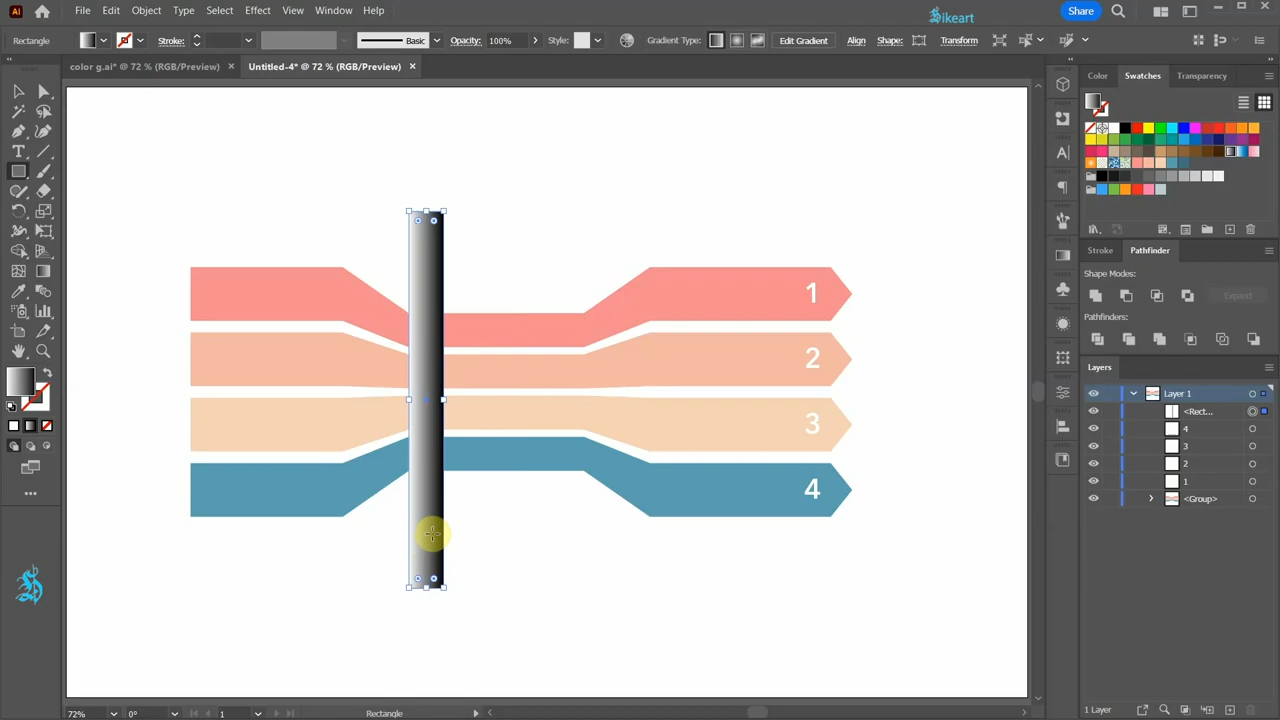 Ai File Edit Object Type Select Effect View Window Help Sikeart Share
Rectangle Stroke: Basic Opacity: 100% Style: Gradient Type: Edit Gradient Align Shape: Transform
color g.ai* @ 72 % (RGB/Preview) × Untitled-4* @ 72 % (RGB/Preview) ×
Color Swatches Transparency
Stroke Pathfinder
Shape Modes:
Expand
Pathfinders:
Layers
Layer 1
<Rect...
4
3
2
1
<Group>
1
2
3
4
72% 0° 1 Rectangle
1 Layer